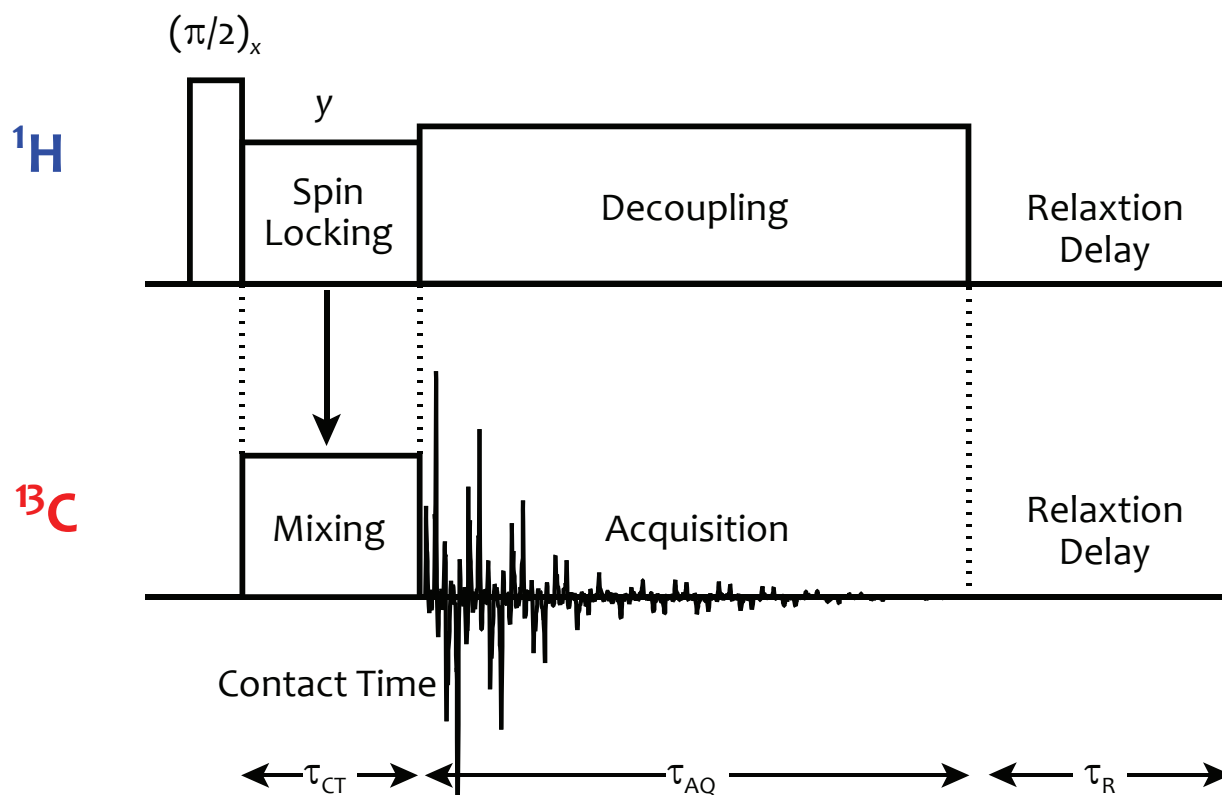 (π/2)x
y
¹H
Spin
Locking
Decoupling
Relaxtion
Delay
¹³C
Mixing
Acquisition
Relaxtion
Delay
Contact Time
τCT
τAQ
τR